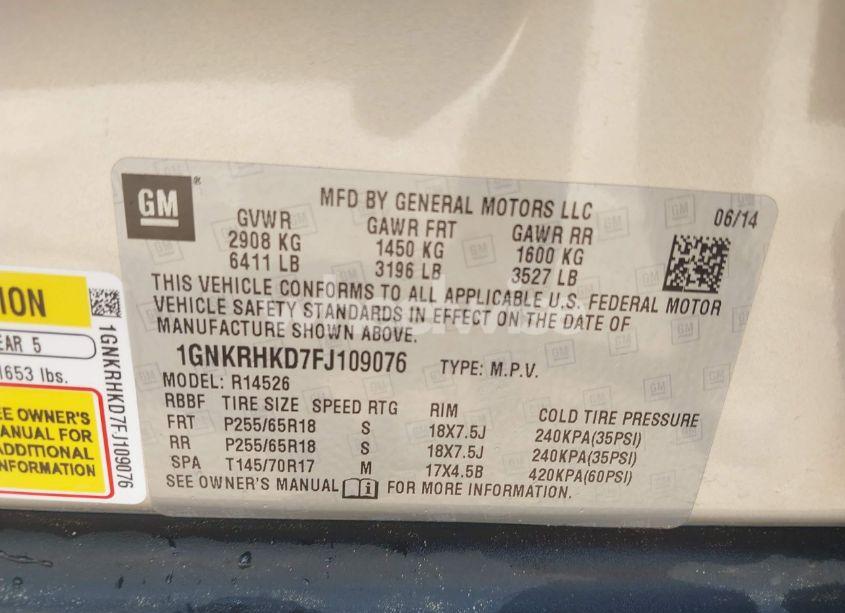 GM
MFD BY GENERAL MOTORS LLC
06/14
GVWR GAWR FRT GAWR RR
2908 KG 1450 KG 1600 KG
6411 LB 3196 LB 3527 LB
THIS VEHICLE CONFORMS TO ALL APPLICABLE U.S. FEDERAL MOTOR
VEHICLE SAFETY STANDARDS IN EFFECT ON THE DATE OF
MANUFACTURE SHOWN ABOVE.
1GNKRHKD7FJ109076 TYPE: M.P.V.
MODEL: R14526
RBBF TIRE SIZE SPEED RTG RIM COLD TIRE PRESSURE
FRT P255/65R18 S 18X7.5J 240KPA(35PSI)
RR P255/65R18 S 18X7.5J 240KPA(35PSI)
SPA T145/70R17 M 17X4.5B 420KPA(60PSI)
SEE OWNER'S MANUAL FOR MORE INFORMATION.
ION
EAR 5
1653 lbs.
EE OWNER'S
ANUAL FOR
ADDITIONAL
NFORMATION
1GNKRHKD7FJ109076